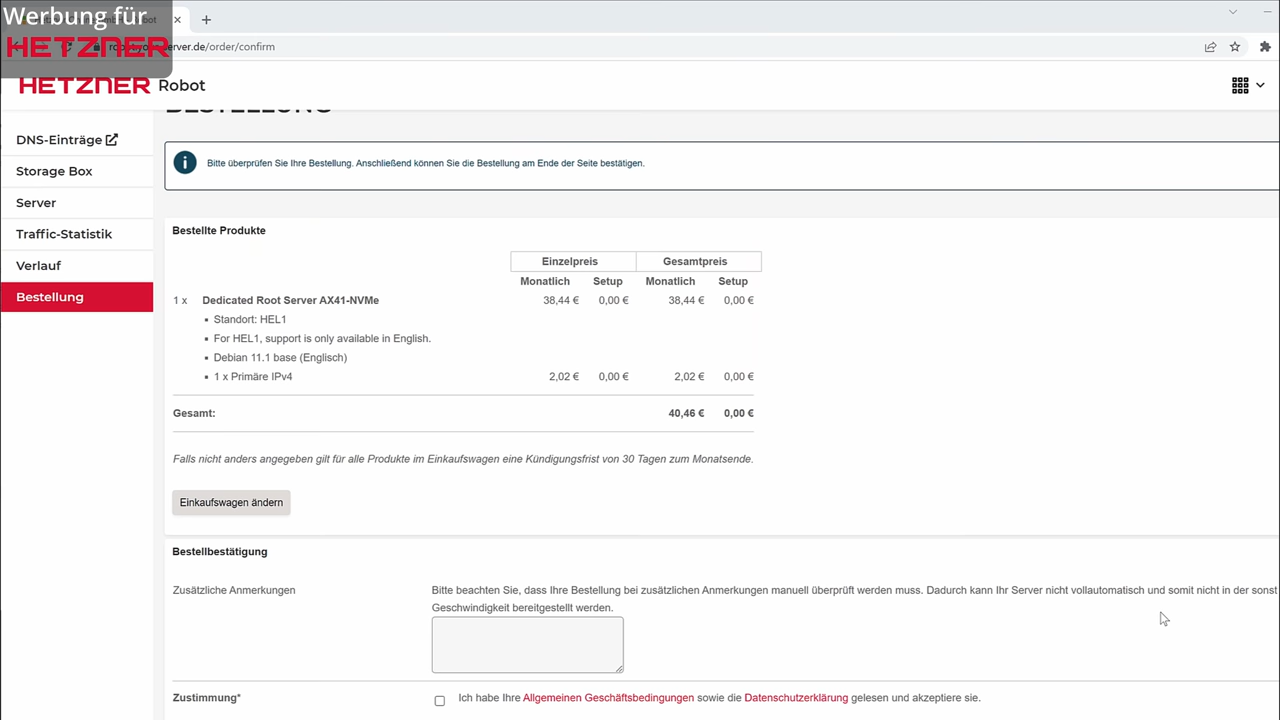 Werbung für
HETZNER
erver.de/order/confirm
HETZNER Robot
BESTELLUNG
DNS-Einträge
Storage Box
Server
Traffic-Statistik
Verlauf
Bestellung
Bitte überprüfen Sie Ihre Bestellung. Anschließend können Sie die Bestellung am Ende der Seite bestätigen.
Bestellte Produkte
Einzelpreis Gesamtpreis
Monatlich Setup Monatlich Setup
1 x Dedicated Root Server AX41-NVMe 38,44 € 0,00 € 38,44 € 0,00 €
Standort: HEL1
For HEL1, support is only available in English.
Debian 11.1 base (Englisch)
1 x Primäre IPv4 2,02 € 0,00 € 2,02 € 0,00 €
Gesamt: 40,46 € 0,00 €
Falls nicht anders angegeben gilt für alle Produkte im Einkaufswagen eine Kündigungsfrist von 30 Tagen zum Monatsende.
Einkaufswagen ändern
Bestellbestätigung
Zusätzliche Anmerkungen
Bitte beachten Sie, dass Ihre Bestellung bei zusätzlichen Anmerkungen manuell überprüft werden muss. Dadurch kann Ihr Server nicht vollautomatisch und somit nicht in der sonst
Geschwindigkeit bereitgestellt werden.
Zustimmung*
Ich habe Ihre Allgemeinen Geschäftsbedingungen sowie die Datenschutzerklärung gelesen und akzeptiere sie.